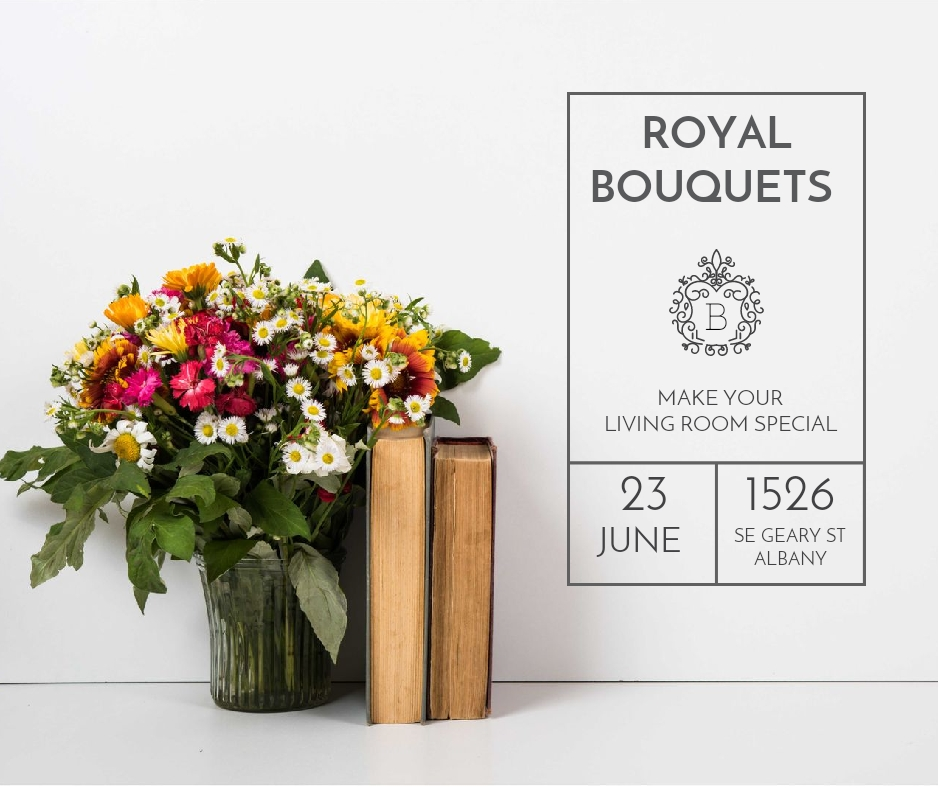 ROYAL
BOUQUETS
B
MAKE YOUR
LIVING ROOM SPECIAL
23
JUNE
1526
SE GEARY ST
ALBANY